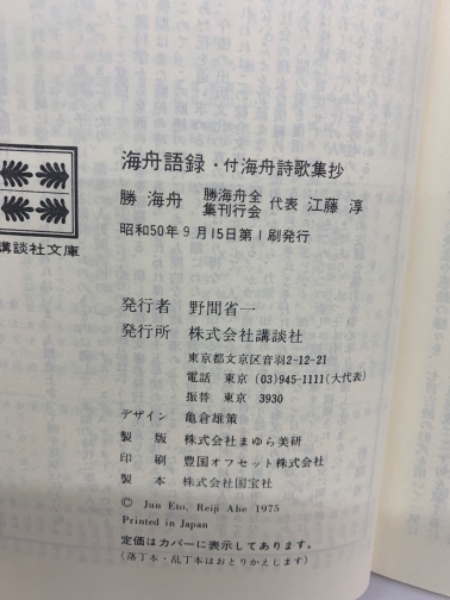 海舟語録・付海舟詩歌集抄
勝 海舟 勝海舟全集刊行会 代表 江藤 淳
昭和50年9月15日第1刷発行
講談社文庫
発行者 野間省一
発行所 株式会社講談社
東京都文京区音羽2-12-21
電話 東京 (03)945-1111(大代表)
振替 東京 3930
デザイン 亀倉雄策
製版 株式会社まゆら美研
印刷 豊国オフセット株式会社
製本 株式会社国宝社
© Jun Eto, Reiji Abe 1975
Printed in Japan
定価はカバーに表示してあります。
(落丁本・乱丁本はおとりかえします)